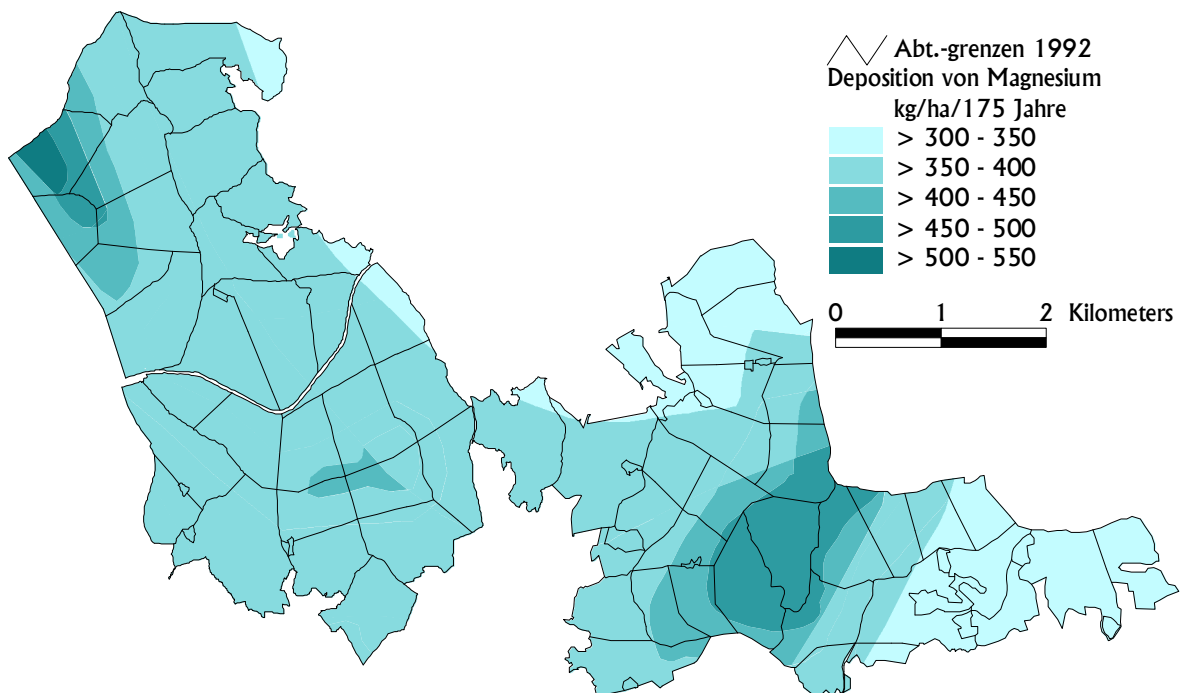 Abt.-grenzen 1992
Deposition von Magnesium
kg/ha/175 Jahre
> 300 - 350
> 350 - 400
> 400 - 450
> 450 - 500
> 500 - 550
0 1 2 Kilometers